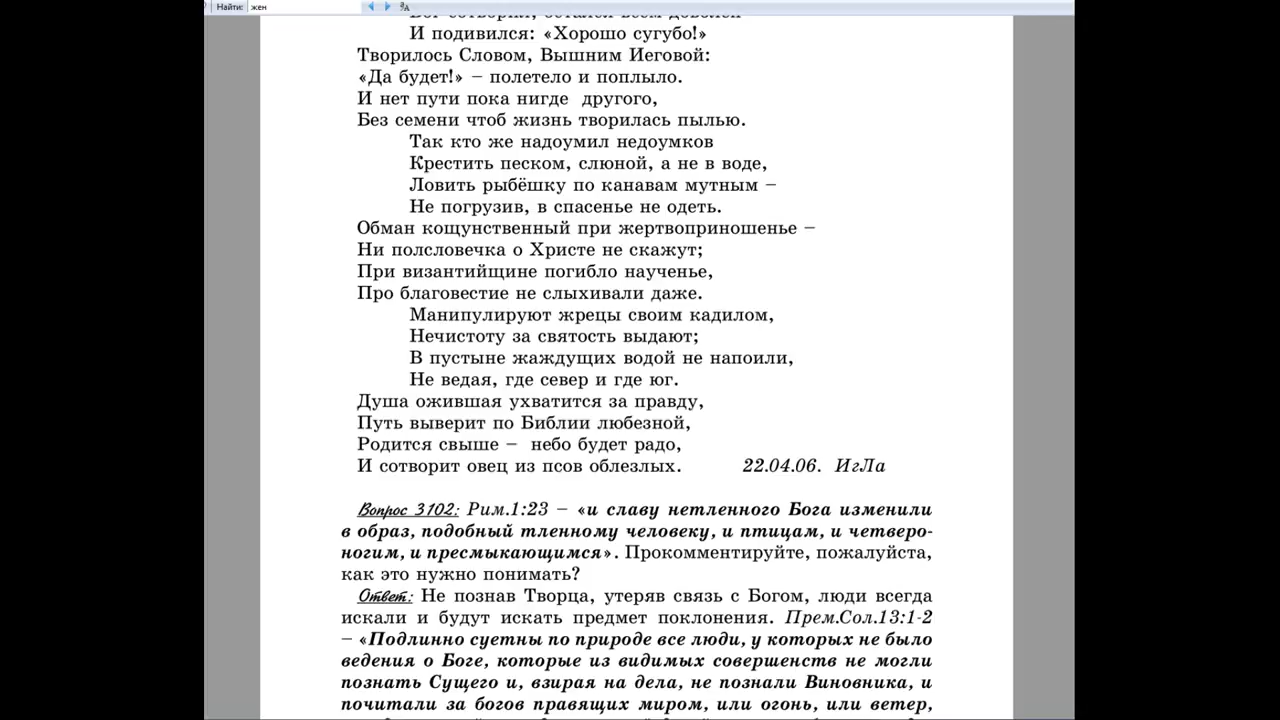 Найти: жен
И подивился: «Хорошо сугубо!»
Творилось Словом, Вышним Иеговой:
«Да будет!» – полетело и поплыло.
И нет пути пока нигде другого,
Без семени чтоб жизнь творилась пылью.
Так кто же надоумил недоумков
Крестить песком, слюной, а не в воде,
Ловить рыбёшку по канавам мутным –
Не погрузив, в спасенье не одеть.
Обман кощунственный при жертвоприношенье –
Ни полсловечка о Христе не скажут;
При византийщине погибло наученье,
Про благовестие не слыхивали даже.
Манипулируют жрецы своим кадилом,
Нечистоту за святость выдают;
В пустыне жаждущих водой не напоили,
Не ведая, где север и где юг.
Душа ожившая ухватится за правду,
Путь выверит по Библии любезной,
Родится свыше – небо будет радо,
И сотворит овец из псов облезлых. 22.04.06. ИгЛа
Вопрос 3102: Рим.1:23 – «и славу нетленного Бога изменили
в образ, подобный тленному человеку, и птицам, и четверо-
ногим, и пресмыкающимся». Прокомментируйте, пожалуйста,
как это нужно понимать?
Ответ: Не познав Творца, утеряв связь с Богом, люди всегда
искали и будут искать предмет поклонения. Прем.Сол.13:1-2
– «Подлинно суетны по природе все люди, у которых не было
ведения о Боге, которые из видимых совершенств не могли
познать Сущего и, взирая на дела, не познали Виновника, и
почитали за богов правящих миром, или огонь, или ветер,